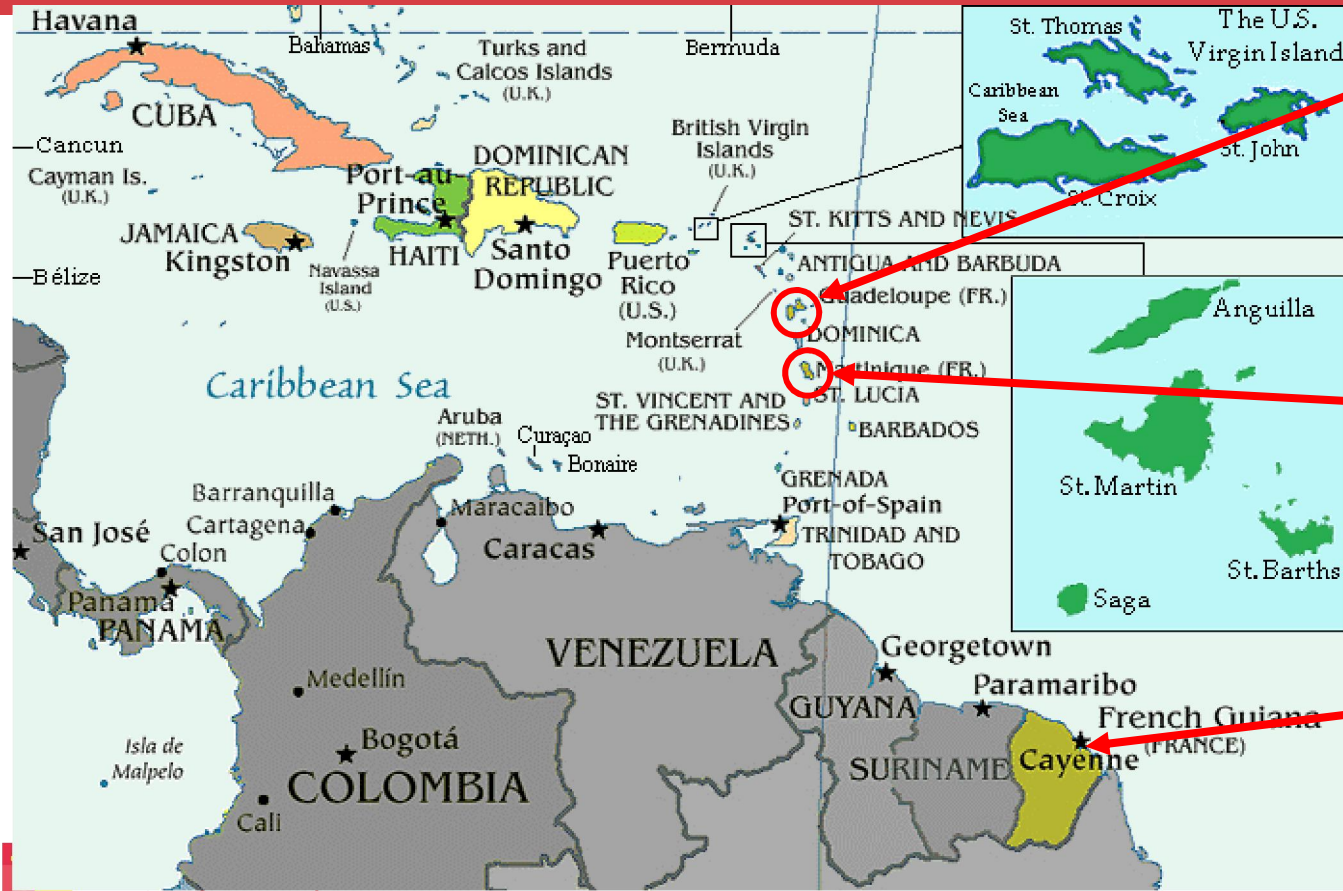 Havana
Bahamas
Turks and
Caicos Islands
(U.K.)
Bermuda
CUBA
Cancun
Cayman Is.
(U.K.)
British Virgin
Islands
(U.K.)
DOMINICAN
REPUBLIC
Port-au-
Prince
JAMAICA
Kingston
Navassa
Island
(U.S.)
HAITI
Santo
Domingo
Puerto
Rico
(U.S.)
ST. KITTS AND NEVIS
ANTIGUA AND BARBUDA
Guadeloupe (FR.)
Montserrat
(U.K.)
DOMINICA
Martinique (FR.)
ST. LUCIA
ST. VINCENT AND
THE GRENADINES
BARBADOS
Bélize
Caribbean Sea
Aruba
(NETH.)
Curaçao
Bonaire
GRENADA
Port-of-Spain
TRINIDAD AND
TOBAGO
Barranquilla
Cartagena
Maracaibo
Caracas
San José
Colon
Panama
PANAMA
VENEZUELA
Georgetown
Paramaribo
GUYANA
French Guiana
(FRANCE)
SURINAME
Cayenne
Medellín
Bogotá
COLOMBIA
Cali
Isla de
Malpelo
St. Thomas
The U.S.
Virgin Island
Caribbean
Sea
St. John
St. Croix
Anguilla
St. Martin
St. Barths
Saga